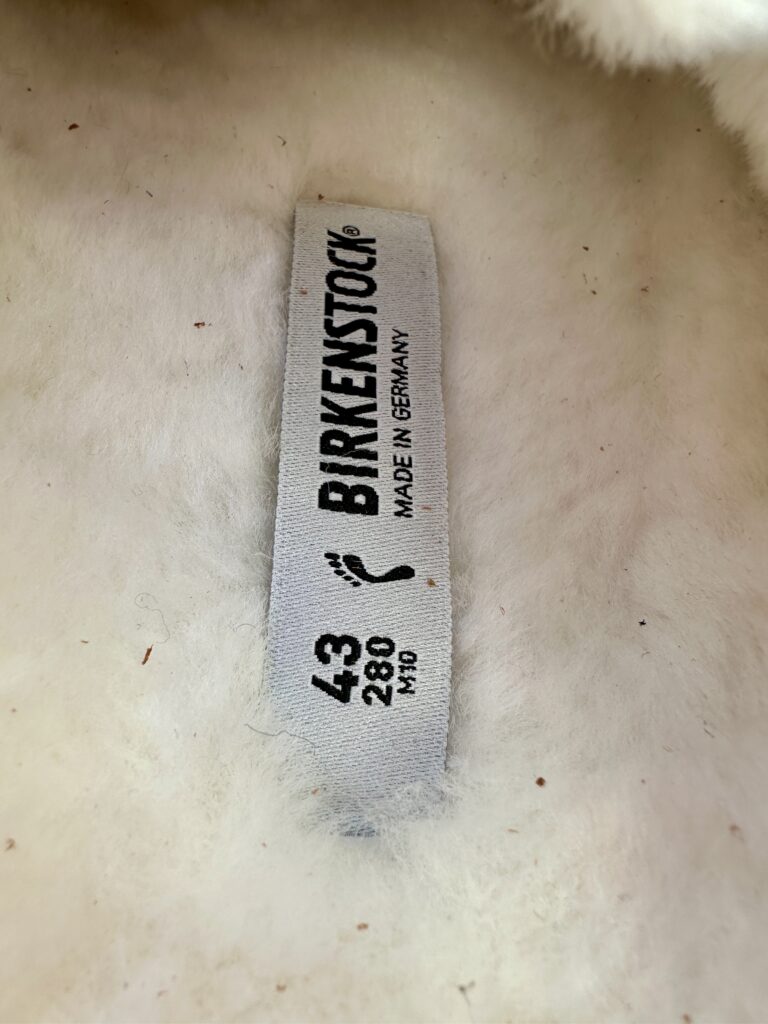 BIRKENSTOCK®
MADE IN GERMANY
43
280
M10